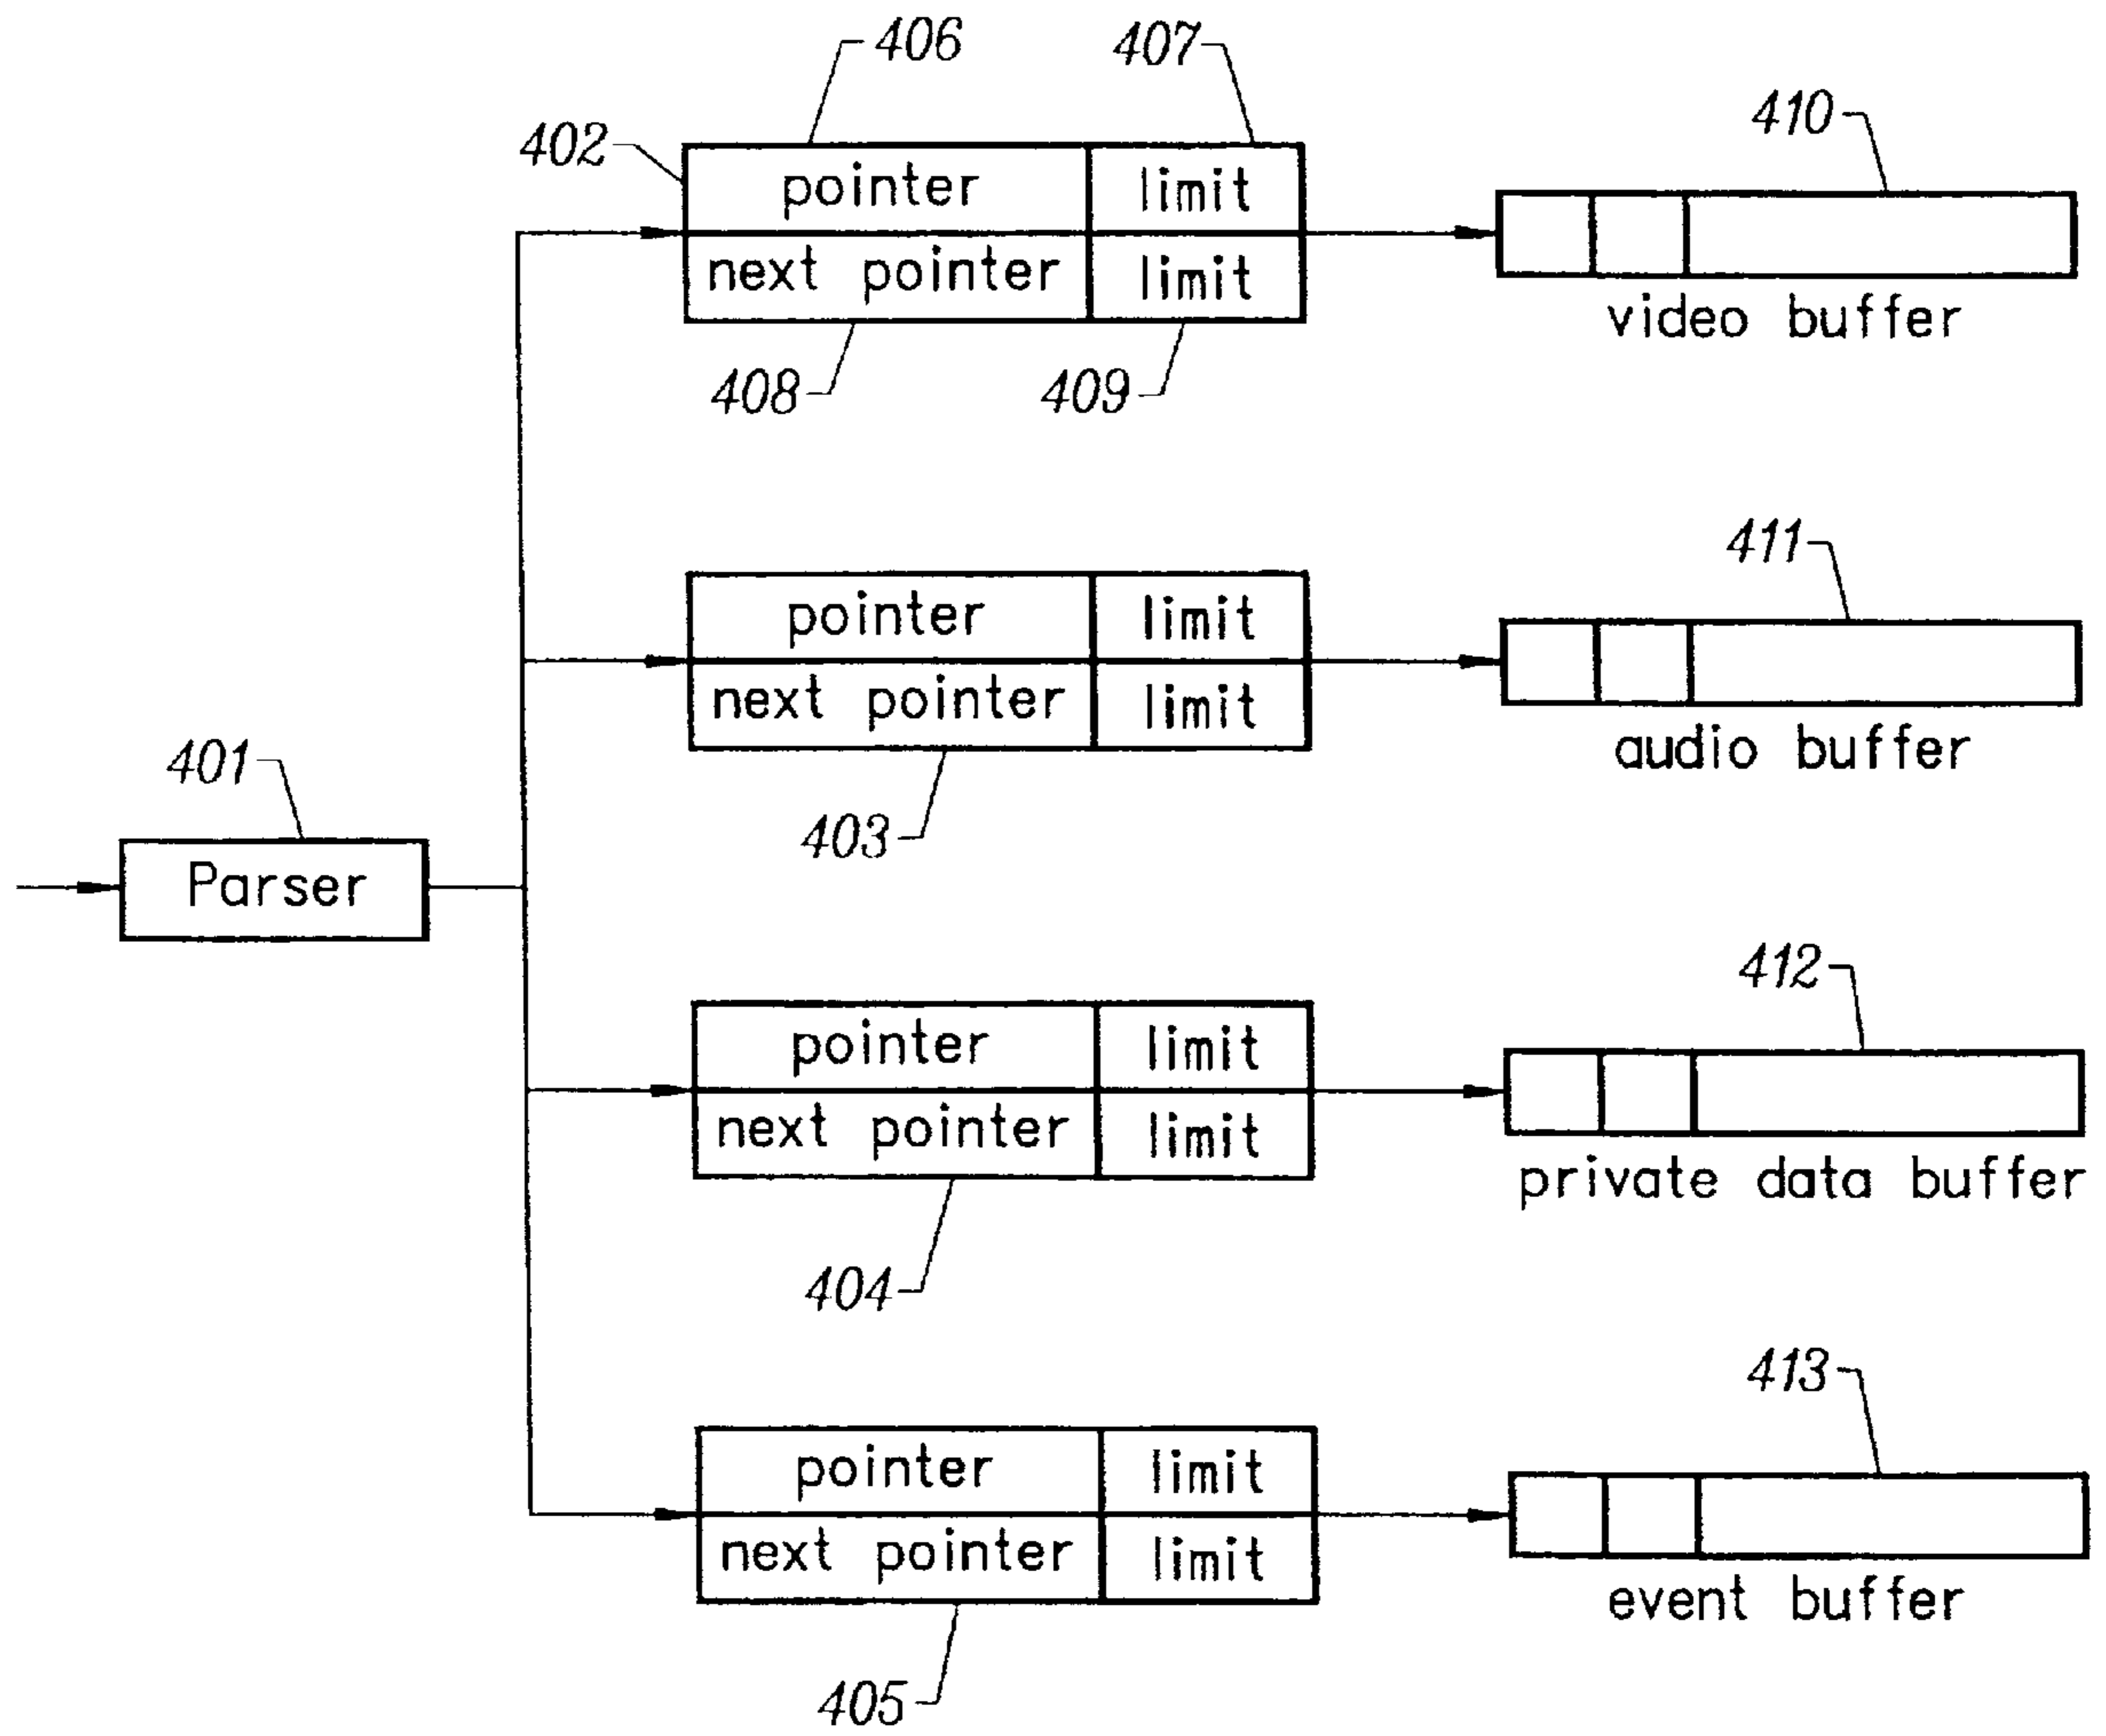 406 407
410
402
pointer limit
next pointer limit
video buffer
408 409
411
pointer limit
next pointer limit
audio buffer
401
403
Parser
412
pointer limit
next pointer limit
private data buffer
404
413
pointer limit
next pointer limit
event buffer
405